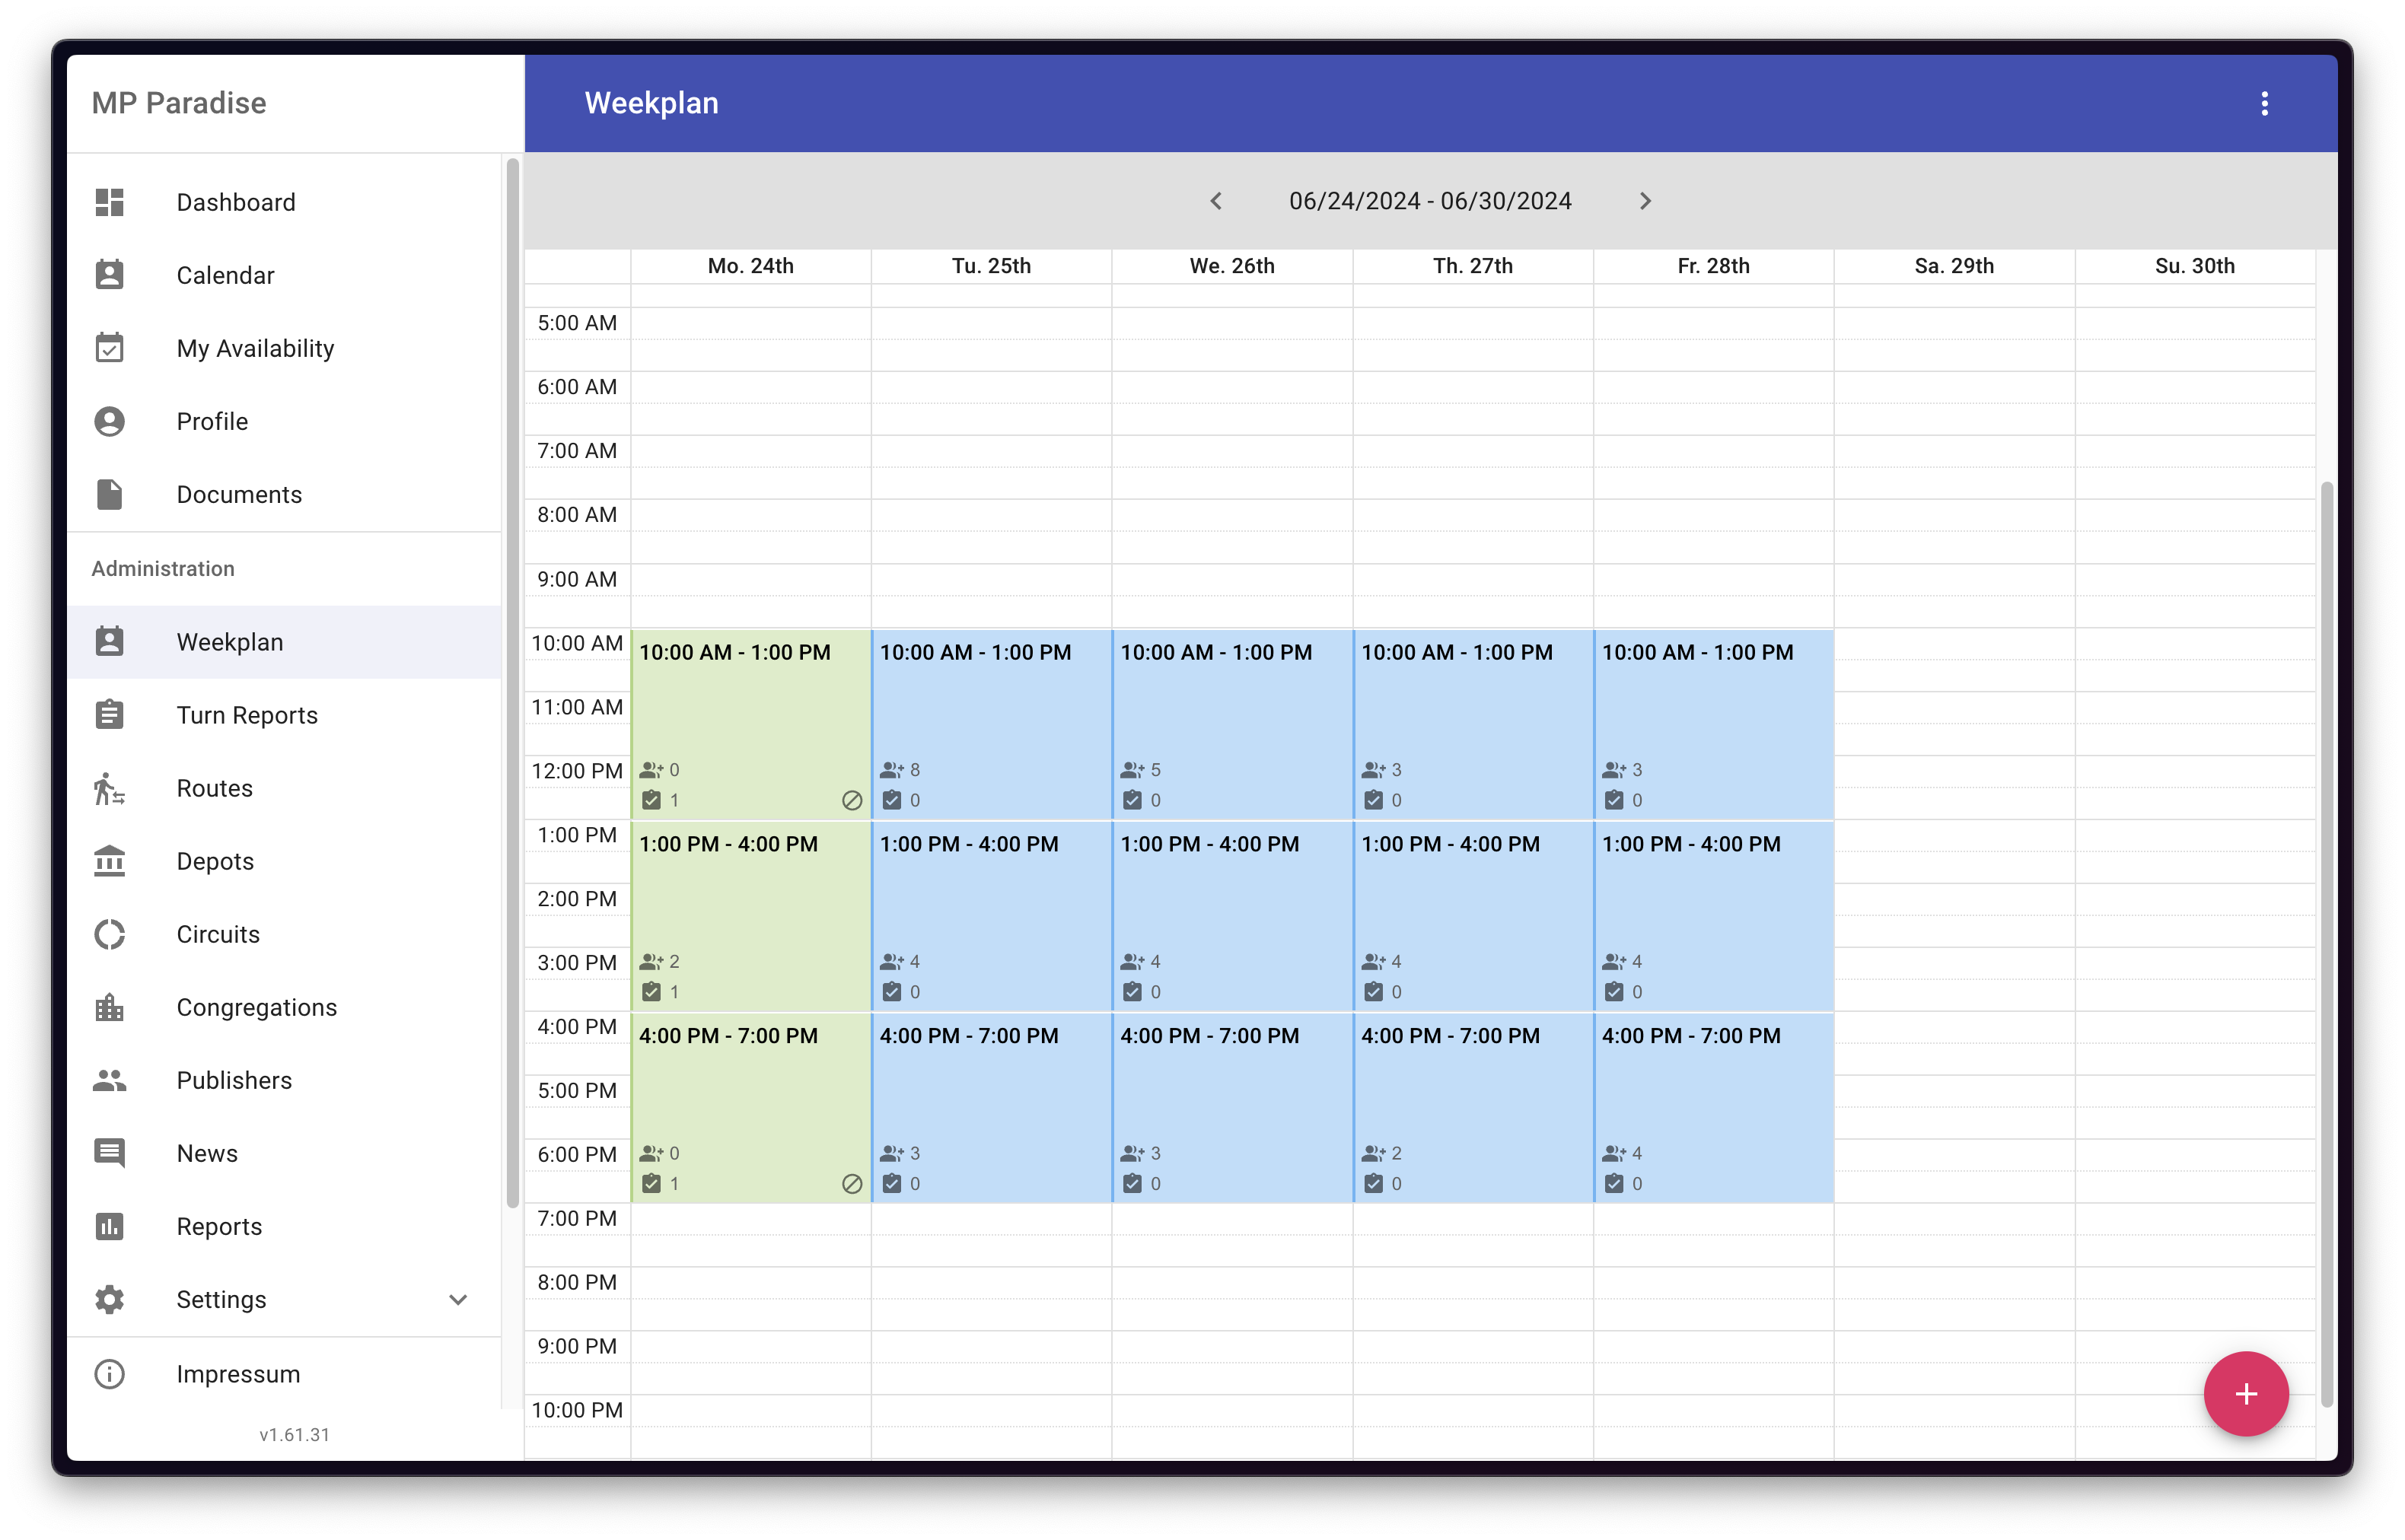 MP Paradise
Dashboard
Calendar
My Availability
Profile
Documents
Administration
Weekplan
Turn Reports
Routes
Depots
Circuits
Congregations
Publishers
News
Reports
Settings
Impressum
v1.61.31
Weekplan
06/24/2024 - 06/30/2024
Mo. 24th Tu. 25th We. 26th Th. 27th Fr. 28th Sa. 29th Su. 30th
5:00 AM
6:00 AM
7:00 AM
8:00 AM
9:00 AM
10:00 AM 10:00 AM - 1:00 PM 10:00 AM - 1:00 PM 10:00 AM - 1:00 PM 10:00 AM - 1:00 PM 10:00 AM - 1:00 PM
11:00 AM
12:00 PM 0 8 5 3 3
1 0 0 0 0
1:00 PM 1:00 PM - 4:00 PM 1:00 PM - 4:00 PM 1:00 PM - 4:00 PM 1:00 PM - 4:00 PM 1:00 PM - 4:00 PM
2:00 PM
3:00 PM 2 4 4 4 4
1 0 0 0 0
4:00 PM 4:00 PM - 7:00 PM 4:00 PM - 7:00 PM 4:00 PM - 7:00 PM 4:00 PM - 7:00 PM 4:00 PM - 7:00 PM
5:00 PM
6:00 PM 0 3 3 2 4
1 0 0 0 0
7:00 PM
8:00 PM
9:00 PM
10:00 PM